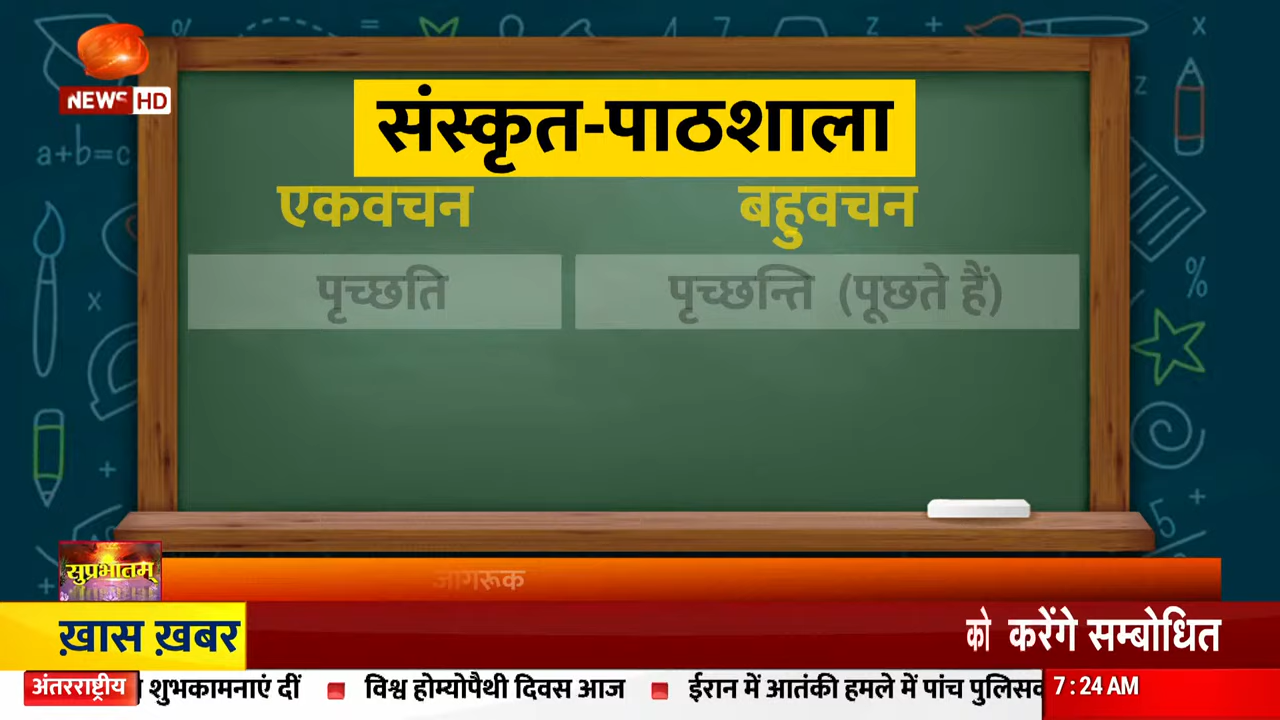 NEWS HD
संस्कृत-पाठशाला
एकवचन बहुवचन
पृच्छति पृच्छन्ति (पूछते हैं)
a+b=c
सुप्रभातम्
जागरूक
ख़ास ख़बर को करेंगे सम्बोधित
अंतरराष्ट्रीय शुभकामनाएं दीं विश्व होम्योपैथी दिवस आज ईरान में आतंकी हमले में पांच 7:24 AM